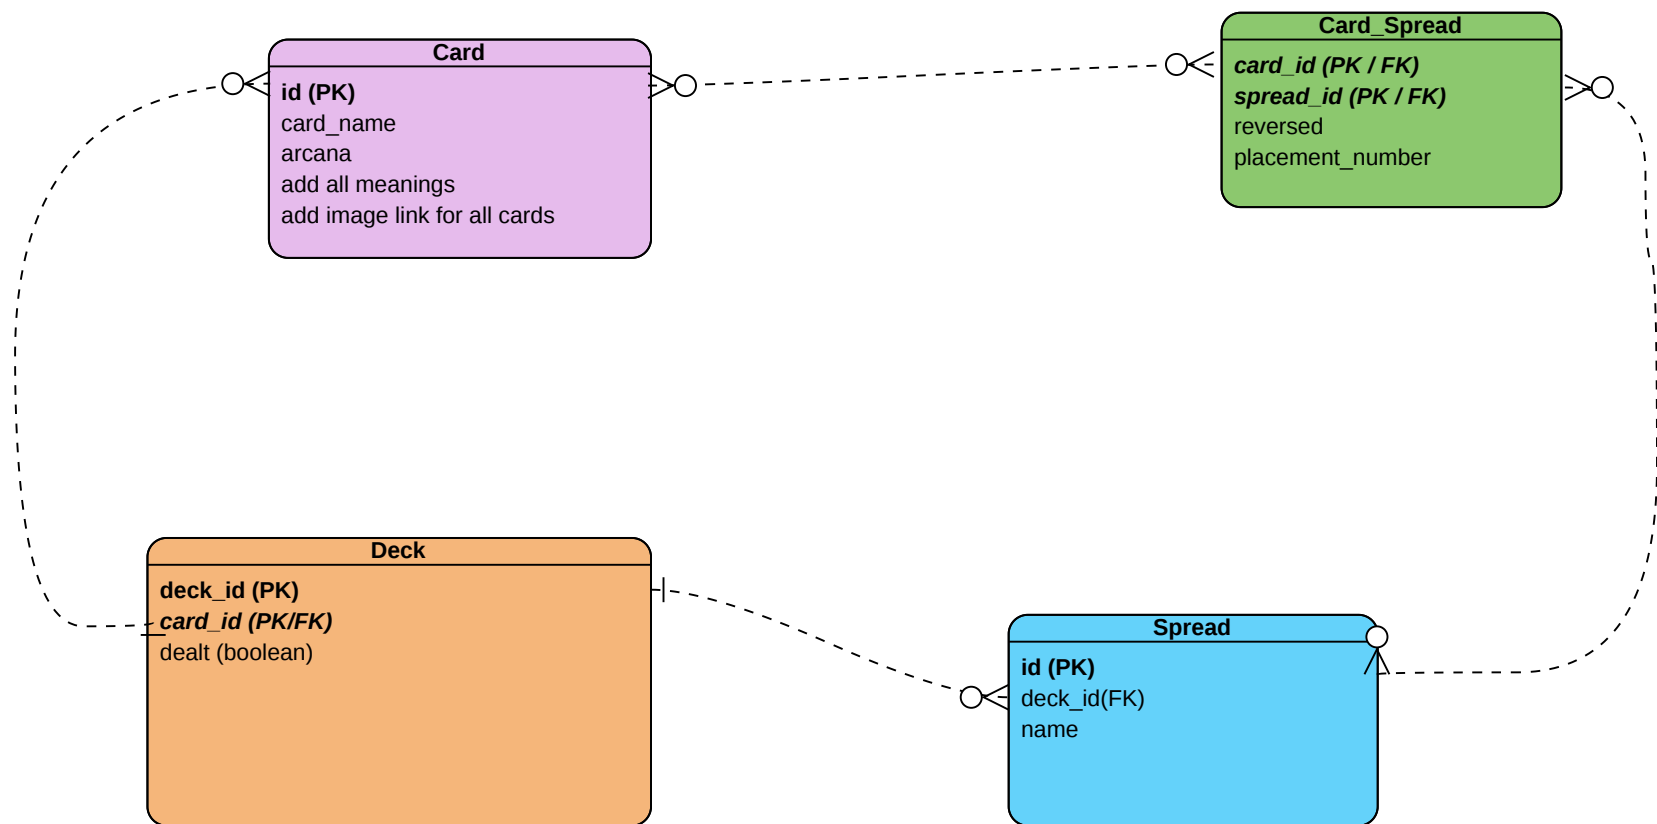 Card
id (PK)
card_name
arcana
add all meanings
add image link for all cards
Card_Spread
card_id (PK / FK)
spread_id (PK / FK)
reversed
placement_number
Deck
deck_id (PK)
card_id (PK/FK)
dealt (boolean)
Spread
id (PK)
deck_id(FK)
name